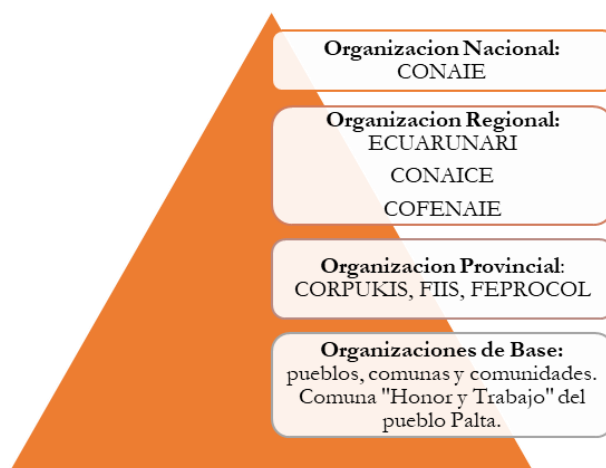 Organizacion Nacional:
CONAIE
Organizacion Regional:
ECUARUNARI
CONAICE
COFENAIE
Organizacion Provincial:
CORPUKIS, FIIS, FEPROCOL
Organizaciones de Base:
pueblos, comunas y comunidades.
Comuna "Honor y Trabajo" del
pueblo Palta.